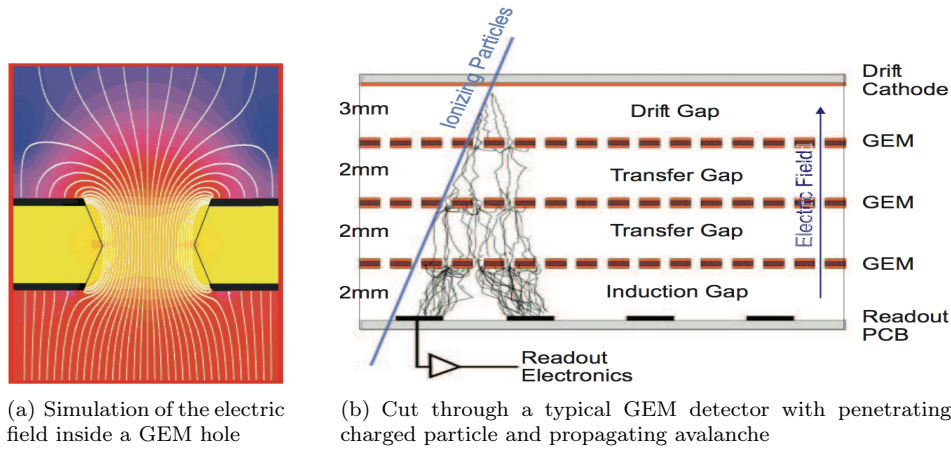 Ionizing Particles
Drift
Cathode
3mm
Drift Gap
GEM
2mm
Transfer Gap
Electric Field
GEM
2mm
Transfer Gap
GEM
2mm
Induction Gap
Readout
PCB
Readout
Electronics
(a) Simulation of the electric
field inside a GEM hole
(b) Cut through a typical GEM detector with penetrating
charged particle and propagating avalanche